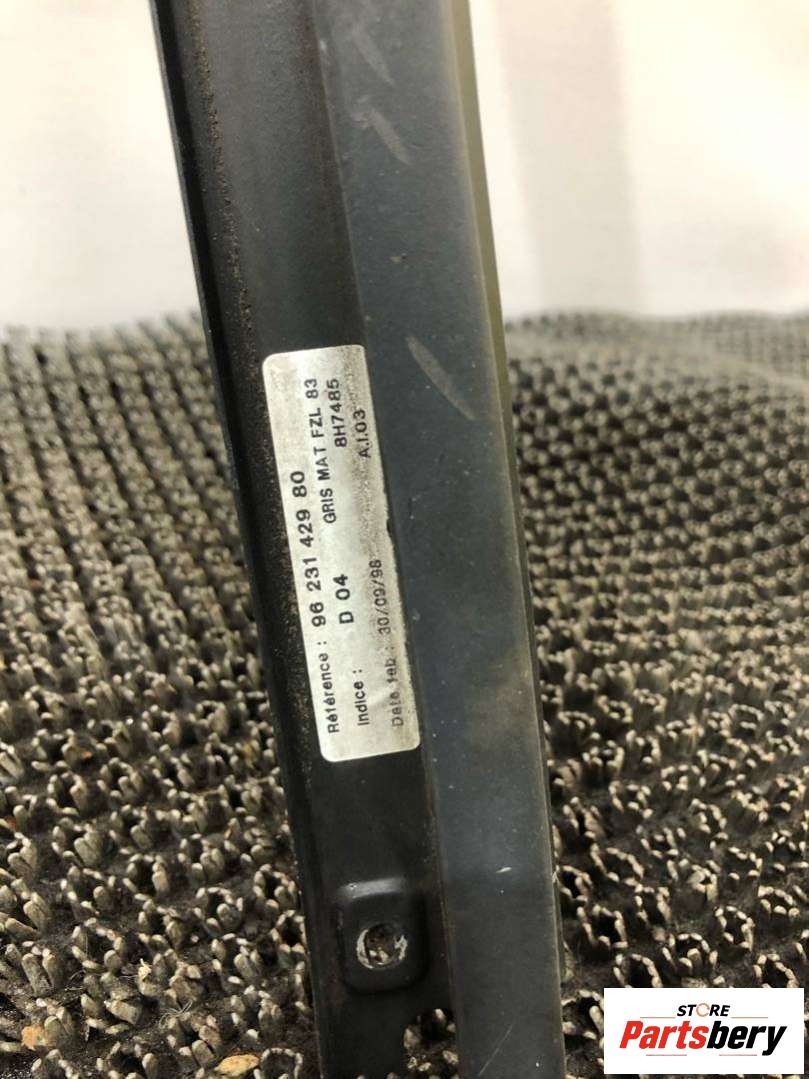 Référence : 96 231 429 80
GRIS MAT FZL 83
Indice : D 04 8H7485
Date fab : 30/09/98 A.I.03
STORE
Partsbery